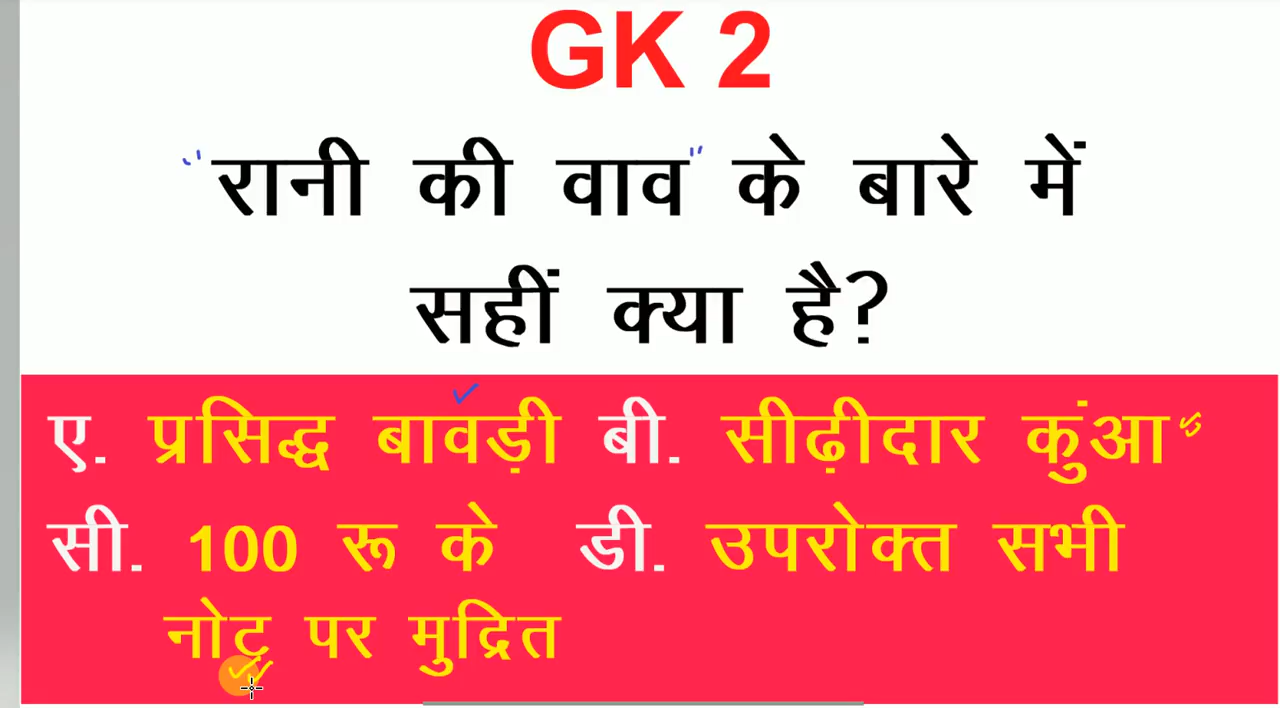 GK 2
"रानी की वाव" के बारे में
सहीं क्या है?
ए. प्रसिद्ध बावड़ी बी. सीढ़ीदार कुंआ
सी. 100 रू के डी. उपरोक्त सभी
नोट पर मुद्रित